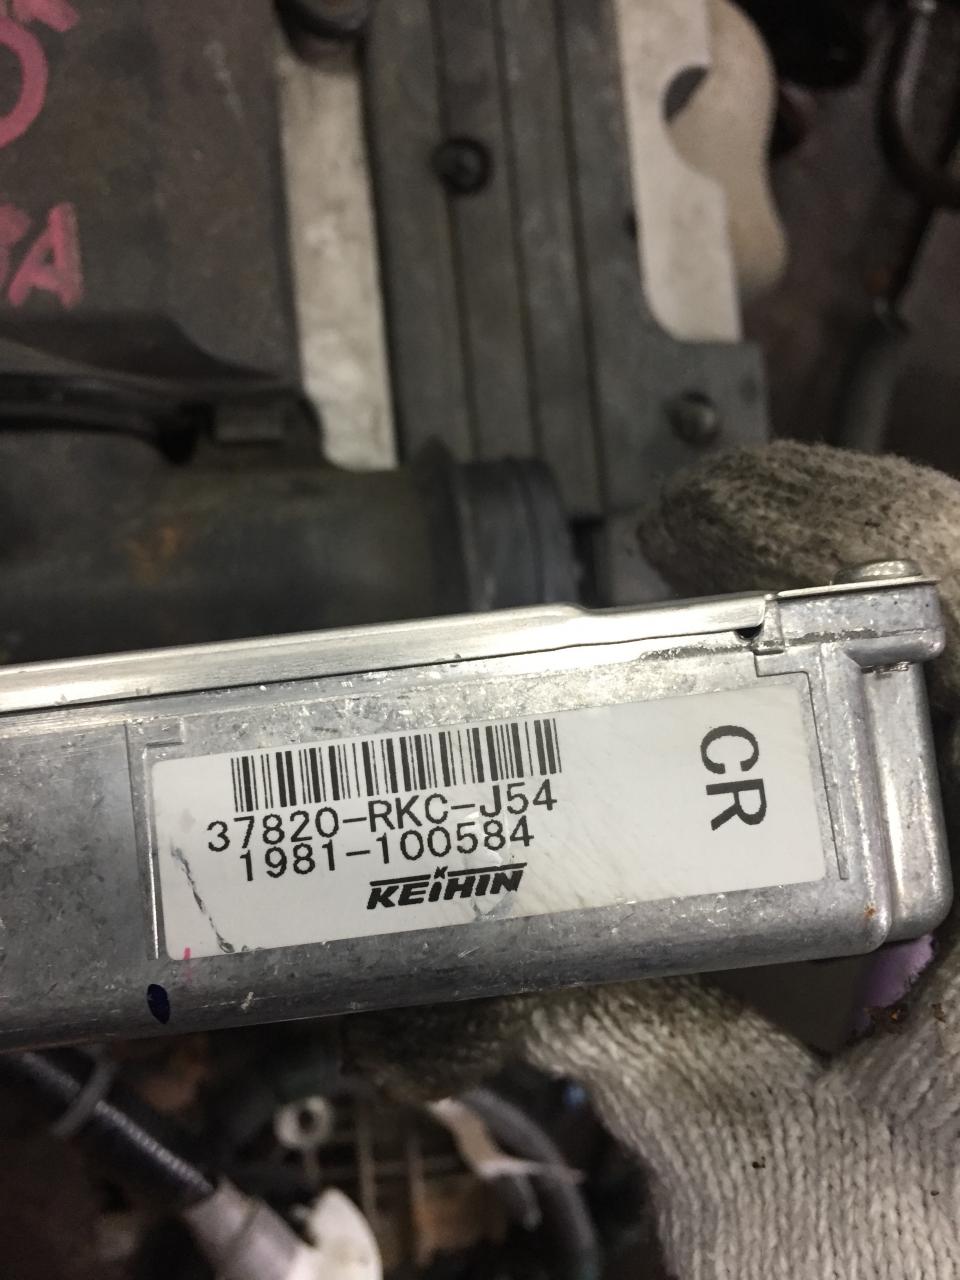 37820-RKC-J54
1981-100584
KEIHIN
CR